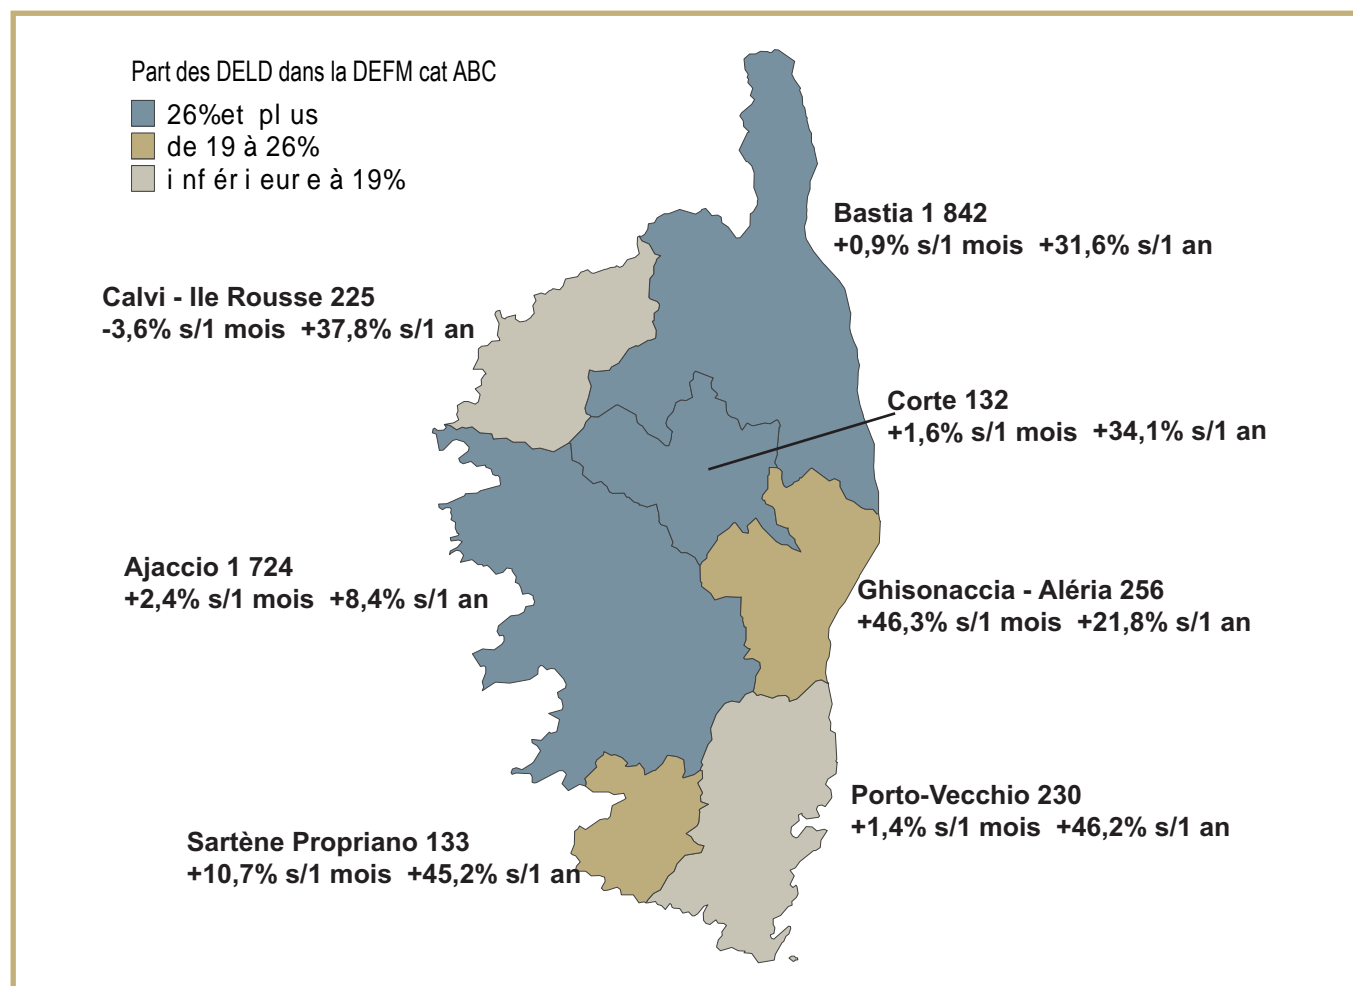 Part des DELD dans la DEFM cat ABC
26%et pl us
de 19 à 26%
i nf ér i eur e à 19%
Bastia 1 842
+0,9% s/1 mois +31,6% s/1 an
Calvi - Ile Rousse 225
-3,6% s/1 mois +37,8% s/1 an
Corte 132
+1,6% s/1 mois +34,1% s/1 an
Ajaccio 1 724
+2,4% s/1 mois +8,4% s/1 an
Ghisonaccia - Aléria 256
+46,3% s/1 mois +21,8% s/1 an
Porto-Vecchio 230
+1,4% s/1 mois +46,2% s/1 an
Sartène Propriano 133
+10,7% s/1 mois +45,2% s/1 an